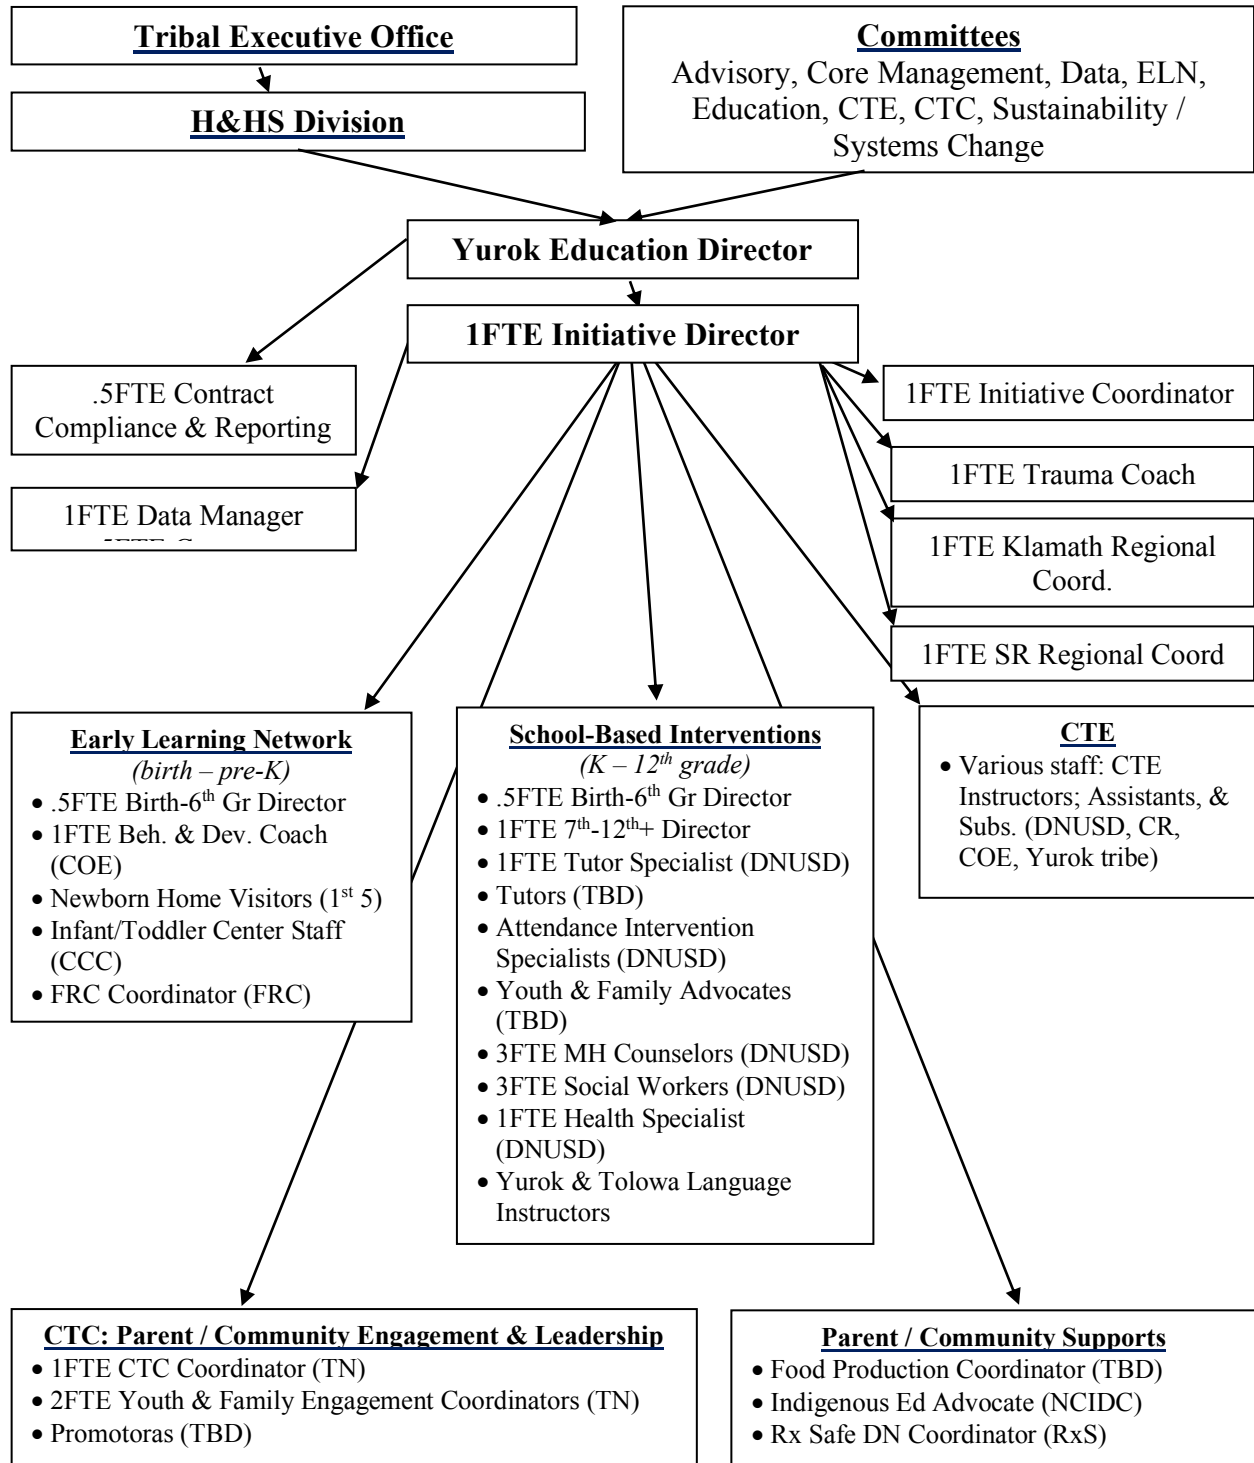 Tribal Executive Office
H&HS Division
Committees
Advisory, Core Management, Data, ELN,
Education, CTE, CTC, Sustainability /
Systems Change
Yurok Education Director
1FTE Initiative Director
.5FTE Contract
Compliance & Reporting
1FTE Data Manager
1FTE Initiative Coordinator
1FTE Trauma Coach
1FTE Klamath Regional
Coord.
1FTE SR Regional Coord
Early Learning Network
(birth – pre-K)
• .5FTE Birth-6th Gr Director
• 1FTE Beh. & Dev. Coach
(COE)
• Newborn Home Visitors (1st 5)
• Infant/Toddler Center Staff
(CCC)
• FRC Coordinator (FRC)
School-Based Interventions
(K – 12th grade)
• .5FTE Birth-6th Gr Director
• 1FTE 7th-12th+ Director
• 1FTE Tutor Specialist (DNUSD)
• Tutors (TBD)
• Attendance Intervention
Specialists (DNUSD)
• Youth & Family Advocates
(TBD)
• 3FTE MH Counselors (DNUSD)
• 3FTE Social Workers (DNUSD)
• 1FTE Health Specialist
(DNUSD)
• Yurok & Tolowa Language
Instructors
CTE
• Various staff: CTE
Instructors; Assistants, &
Subs. (DNUSD, CR,
COE, Yurok tribe)
CTC: Parent / Community Engagement & Leadership
• 1FTE CTC Coordinator (TN)
• 2FTE Youth & Family Engagement Coordinators (TN)
• Promotoras (TBD)
Parent / Community Supports
• Food Production Coordinator (TBD)
• Indigenous Ed Advocate (NCIDC)
• Rx Safe DN Coordinator (RxS)